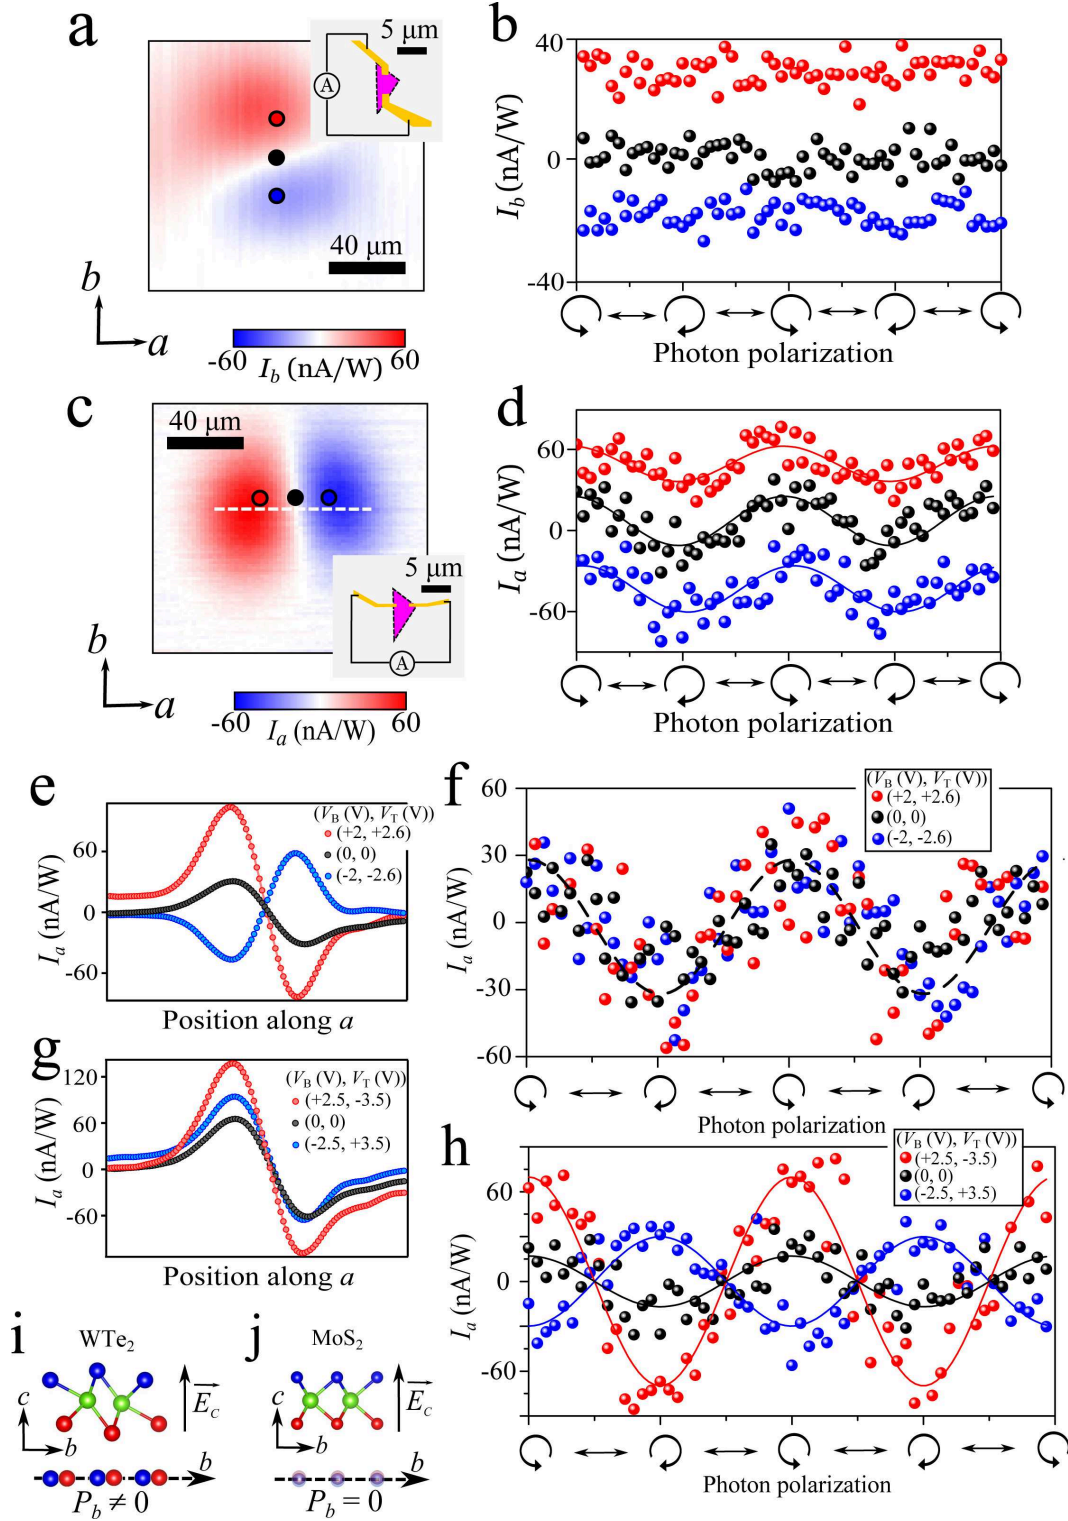 a
5 μm
A
40 μm
b
a
-60
60
I_b (nA/W)
b
40
0
-40
I_b (nA/W)
Photon polarization
c
40 μm
5 μm
A
b
a
-60
60
I_a (nA/W)
d
60
0
-60
I_a (nA/W)
Photon polarization
e
(V_B (V), V_T (V))
(+2, +2.6)
(0, 0)
(-2, -2.6)
60
0
-60
I_a (nA/W)
Position along a
f
(V_B (V), V_T (V))
(+2, +2.6)
(0, 0)
(-2, -2.6)
60
30
0
-30
-60
I_a (nA/W)
Photon polarization
g
(V_B (V), V_T (V))
(+2.5, -3.5)
(0, 0)
(-2.5, +3.5)
120
60
0
-60
I_a (nA/W)
Position along a
h
(V_B (V), V_T (V))
(+2.5, -3.5)
(0, 0)
(-2.5, +3.5)
60
0
-60
I_a (nA/W)
Photon polarization
i
WTe₂
c
b
E_C
b
P_b ≠ 0
j
MoS₂
c
b
E_C
b
P_b = 0